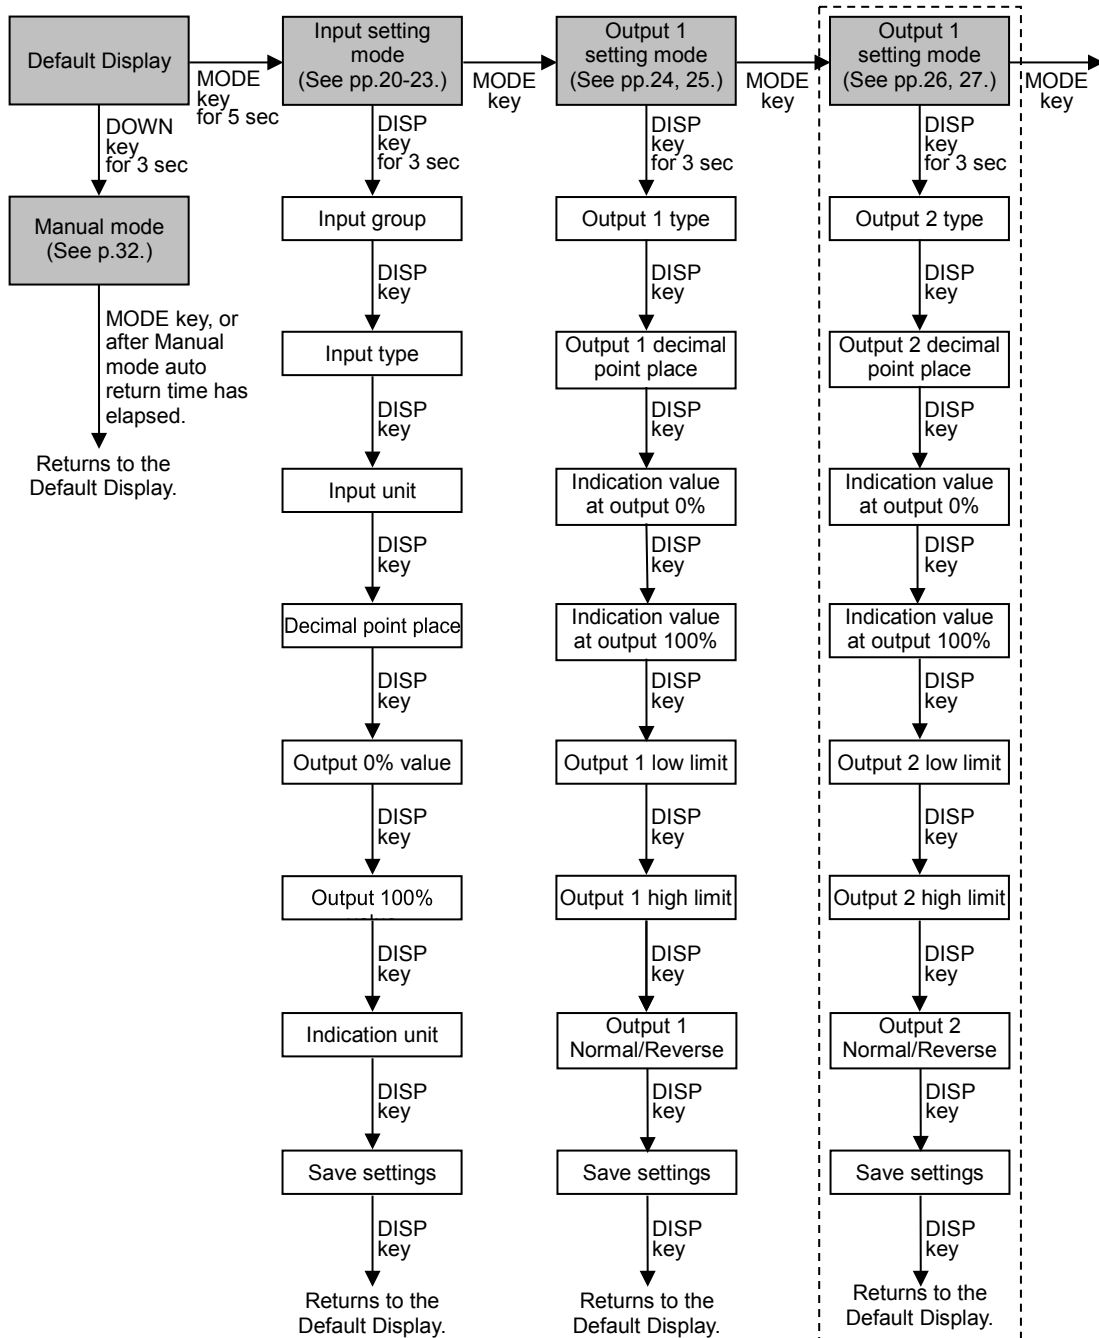 Default Display
MODE
key
for 5 sec
DOWN
key
for 3 sec
Manual mode
(See p.32.)
MODE key, or
after Manual
mode auto
return time has
elapsed.
Returns to the
Default Display.
Input setting
mode
(See pp.20-23.)
MODE
key
DISP
key
for 3 sec
Input group
DISP
key
Input type
DISP
key
Input unit
DISP
key
Decimal point place
DISP
key
Output 0% value
DISP
key
Output 100%
DISP
key
Indication unit
DISP
key
Save settings
DISP
key
Returns to the
Default Display.
Output 1
setting mode
(See pp.24, 25.)
MODE
key
DISP
key
for 3 sec
Output 1 type
DISP
key
Output 1 decimal
point place
DISP
key
Indication value
at output 0%
DISP
key
Indication value
at output 100%
DISP
key
Output 1 low limit
DISP
key
Output 1 high limit
DISP
key
Output 1
Normal/Reverse
DISP
key
Save settings
DISP
key
Returns to the
Default Display.
Output 1
setting mode
(See pp.26, 27.)
MODE
key
DISP
key
for 3 sec
Output 2 type
DISP
key
Output 2 decimal
point place
DISP
key
Indication value
at output 0%
DISP
key
Indication value
at output 100%
DISP
key
Output 2 low limit
DISP
key
Output 2 high limit
DISP
key
Output 2
Normal/Reverse
DISP
key
Save settings
DISP
key
Returns to the
Default Display.